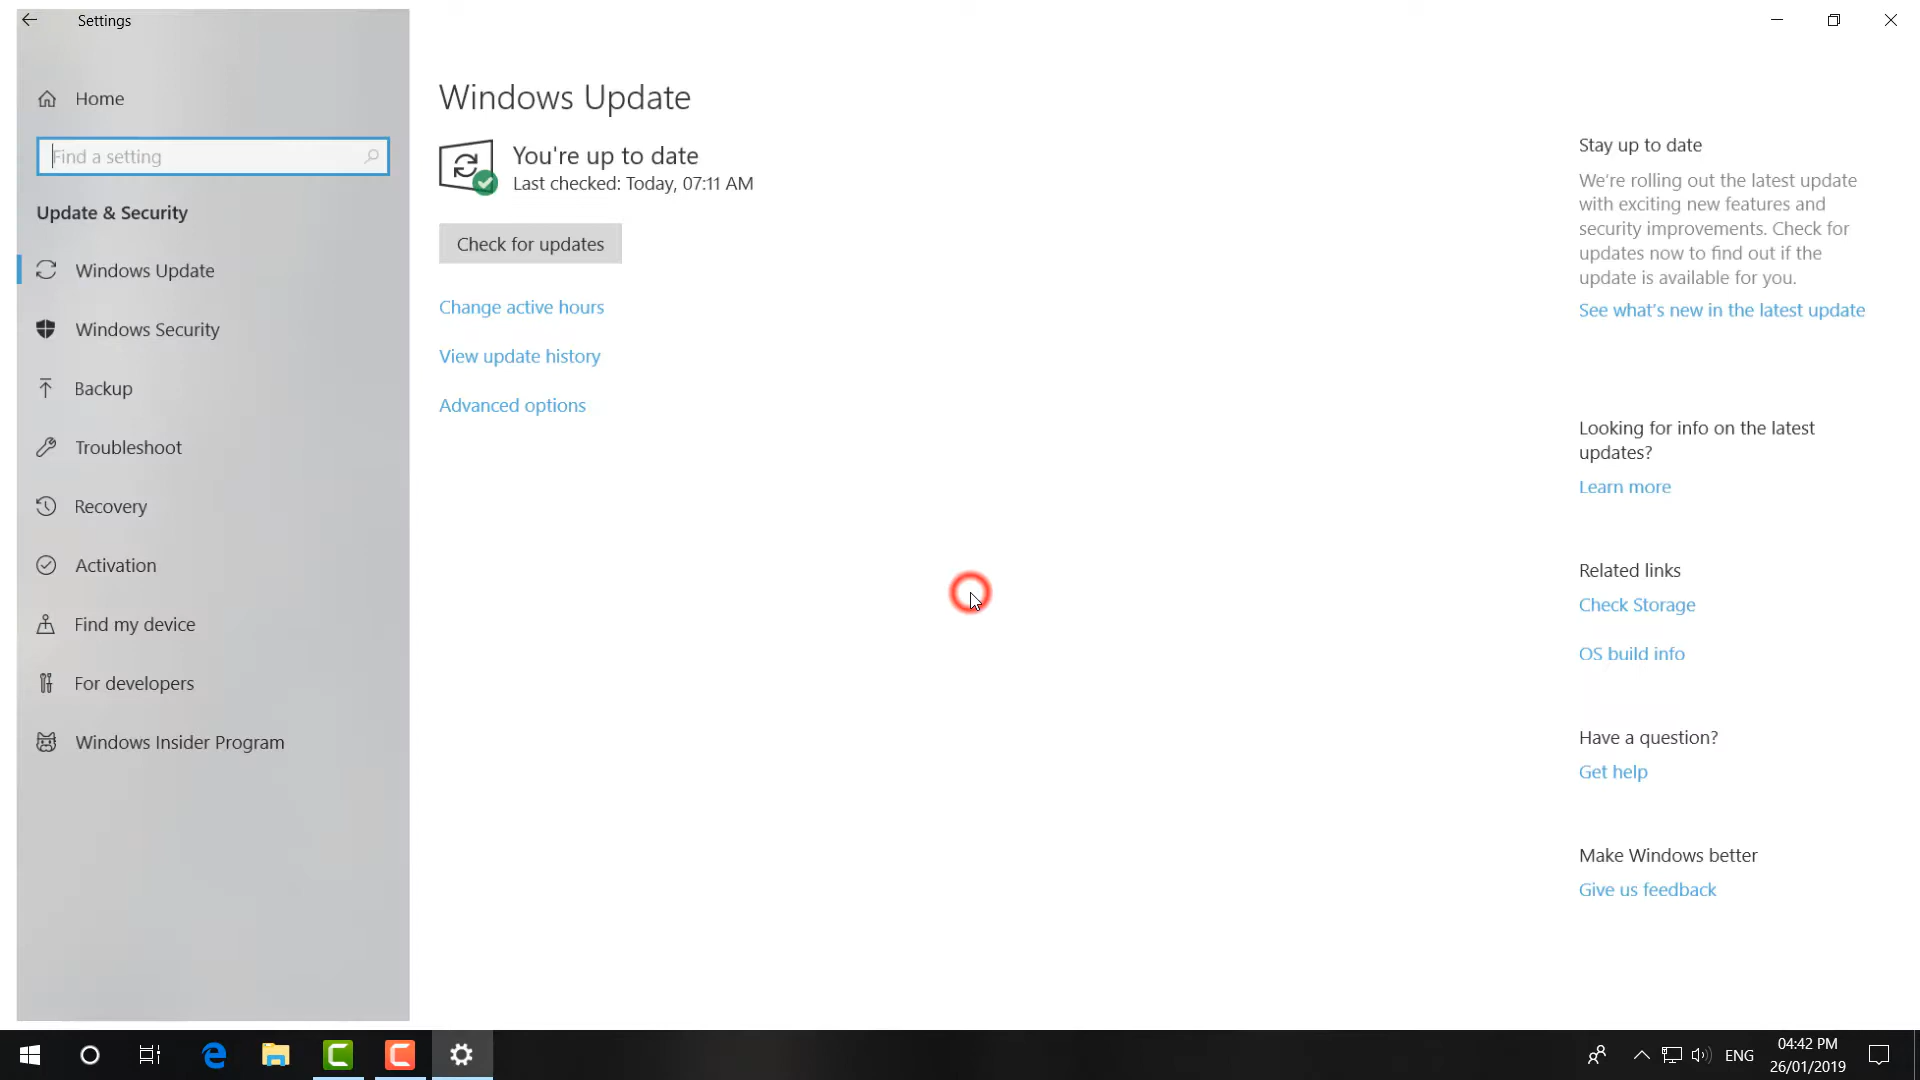 Settings
Home
Find a setting
Update & Security
Windows Update
Windows Security
Backup
Troubleshoot
Recovery
Activation
Find my device
For developers
Windows Insider Program
Windows Update
You're up to date
Last checked: Today, 07:11 AM
Check for updates
Change active hours
View update history
Advanced options
Stay up to date
We're rolling out the latest update
with exciting new features and
security improvements. Check for
updates now to find out if the
update is available for you.
See what's new in the latest update
Looking for info on the latest
updates?
Learn more
Related links
Check Storage
OS build info
Have a question?
Get help
Make Windows better
Give us feedback
ENG
04:42 PM
26/01/2019